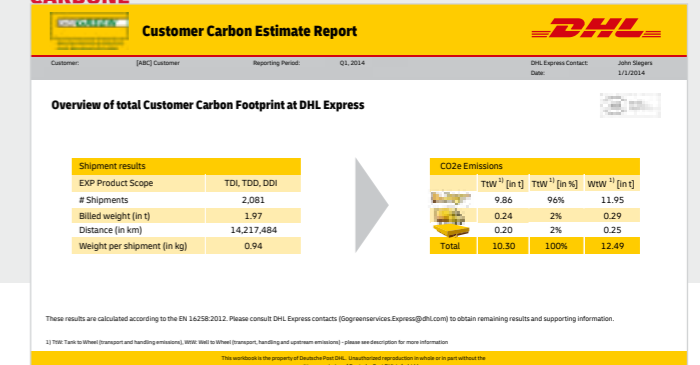 CARBONE
Customer Carbon Estimate Report
DHL
Customer: [ABC] Customer Reporting Period: Q1, 2014 DHL Express Contact: John Slegers
Date: 1/1/2014
Overview of total Customer Carbon Footprint at DHL Express
Shipment results
EXP Product Scope TDI, TDD, DDI
# Shipments 2,081
Billed weight (in t) 1.97
Distance (in km) 14,217,484
Weight per shipment (in kg) 0.94
CO2e Emissions
TtW 1) [in t] TtW 1) [in %] WtW 1) [in t]
9.86 96% 11.95
0.24 2% 0.29
0.20 2% 0.25
Total 10.30 100% 12.49
These results are calculated according to the EN 16258:2012. Please consult DHL Express contacts (Gogreenservices.Express@dhl.com) to obtain remaining results and supporting information.
1) TtW: Tank to Wheel (transport and handling emissions), WtW: Well to Wheel (transport, handling and upstream emissions) - please see description for more information
This workbook is the property of Deutsche Post DHL. Unauthorized reproduction in whole or in part without the